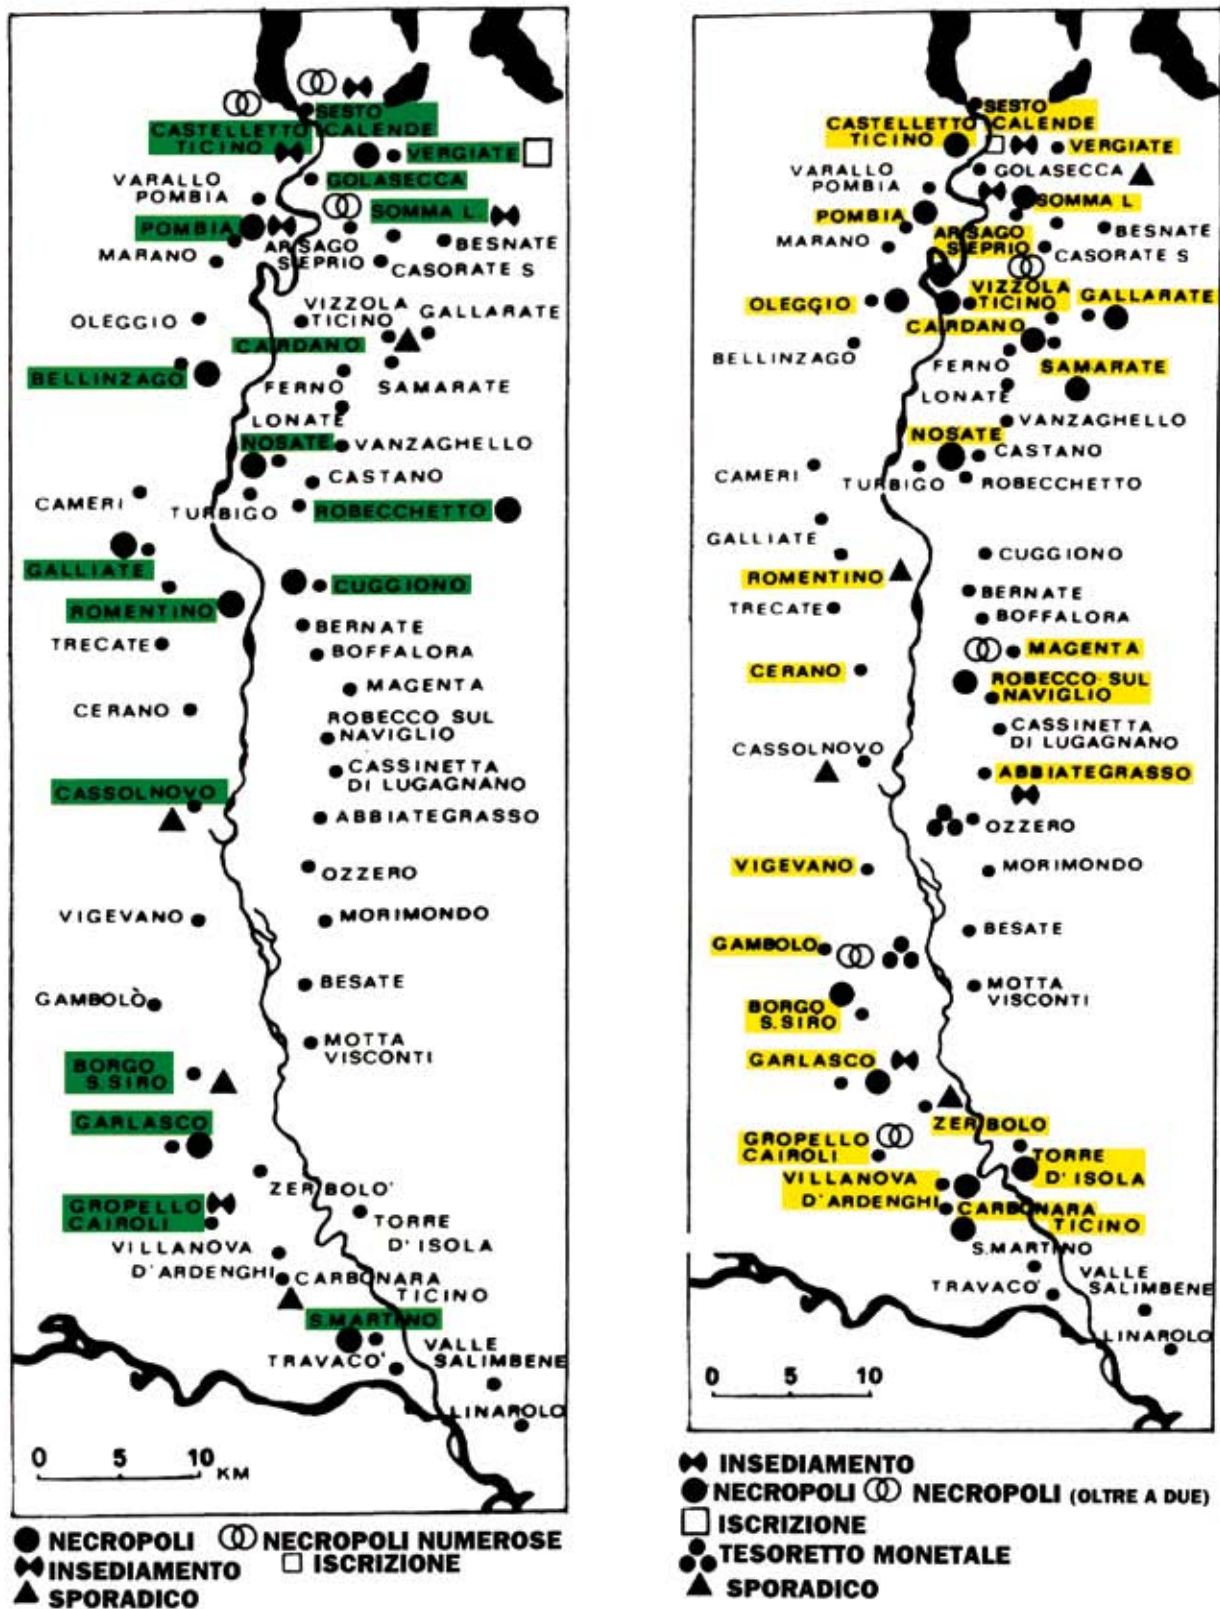 SESTO
CALENDE
CASTELLETTO
TICINO
VERGIATE
GOLASECCA
VARALLO
POMBIA
SOMMA L.
POMBIA
ARSAGO
SEPRIO
BESNATE
MARANO
CASORATE S
VIZZOLA
TICINO
GALLARATE
OLEGGIO
CARDANO
BELLINZAGO
FERNO
SAMARATE
LONATE
NOSATE
VANZAGHELLO
CASTANO
CAMERI
TURBIGO
ROBECCHETTO
GALLIATE
CUGGIONO
ROMENTINO
BERNATE
TRECATE
BOFFALORA
MAGENTA
CERANO
ROBECCO SUL
NAVIGLIO
CASSINETTA
DI LUGAGNANO
CASSOLNOVO
ABBIATEGRASSO
OZZERO
VIGEVANO
MORIMONDO
BESATE
GAMBOLÒ
MOTTA
VISCONTI
BORGO
S.SIRO
GARLASCO
ZERIBOLO'
GROPELLO
CAIROLI
TORRE
D'ISOLA
VILLANOVA
D'ARDENGHI
CARBONARA
TICINO
S.MARTINO
TRAVACO'
VALLE
SALIMBENE
LINAROLO
0 5 10
KM
NECROPOLI NECROPOLI NUMEROSE
INSEDIAMENTO ISCRIZIONE
SPORADICO
SESTO
CALENDE
CASTELLETTO
TICINO
VERGIATE
GOLASECCA
VARALLO
POMBIA
SOMMA L
POMBIA
ARSAGO
SEPRIO
BESNATE
MARANO
CASORATE S
VIZZOLA
TICINO
GALLARATE
OLEGGIO
CARDANO
BELLINZAGO
FERNO
SAMARATE
LONATE
VANZAGHELLO
NOSATE
CASTANO
CAMERI
TURBIGO
ROBECCHETTO
GALLIATE
CUGGIONO
ROMENTINO
BERNATE
TRECATE
BOFFALORA
MAGENTA
CERANO
ROBECCO SUL
NAVIGLIO
CASSINETTA
DI LUGAGNANO
CASSOLNOVO
ABBIATEGRASSO
OZZERO
VIGEVANO
MORIMONDO
BESATE
GAMBOLO
MOTTA
VISCONTI
BORGO
S.SIRO
GARLASCO
ZERIBOLO
GROPELLO
CAIROLI
TORRE
D'ISOLA
VILLANOVA
D'ARDENGHI
CARBONARA
TICINO
S.MARTINO
TRAVACO'
VALLE
SALIMBENE
LINAROLO
0 5 10
INSEDIAMENTO
NECROPOLI NECROPOLI (OLTRE A DUE)
ISCRIZIONE
TESORETTO MONETALE
SPORADICO